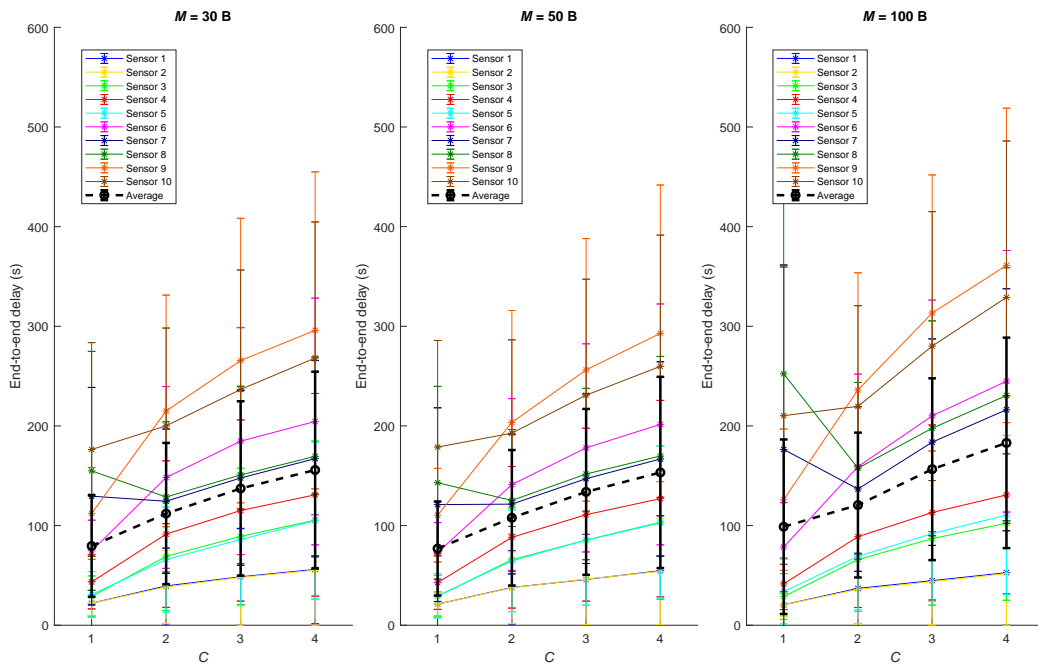 M = 30 B
600
500
400
300
200
100
0
End-to-end delay (s)
1 2 3 4
C
Sensor 1
Sensor 2
Sensor 3
Sensor 4
Sensor 5
Sensor 6
Sensor 7
Sensor 8
Sensor 9
Sensor 10
Average
M = 50 B
600
500
400
300
200
100
0
End-to-end delay (s)
1 2 3 4
C
Sensor 1
Sensor 2
Sensor 3
Sensor 4
Sensor 5
Sensor 6
Sensor 7
Sensor 8
Sensor 9
Sensor 10
Average
M = 100 B
600
500
400
300
200
100
0
End-to-end delay (s)
1 2 3 4
C
Sensor 1
Sensor 2
Sensor 3
Sensor 4
Sensor 5
Sensor 6
Sensor 7
Sensor 8
Sensor 9
Sensor 10
Average